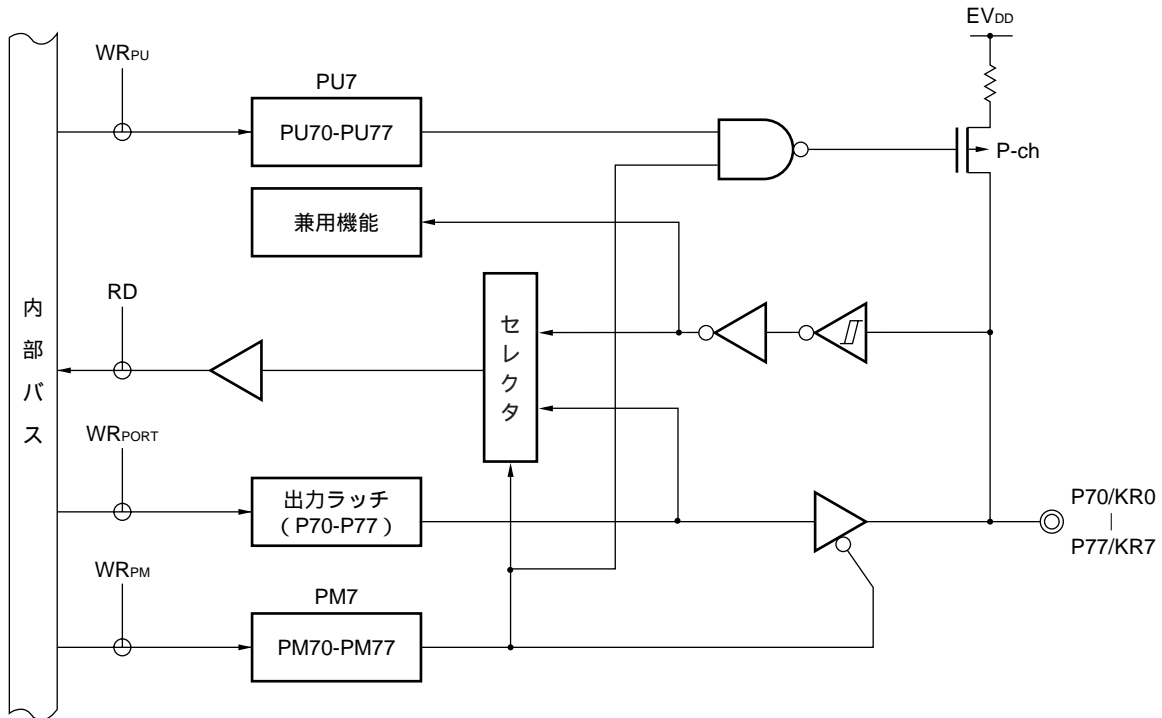 EVDD
WRPU
PU7
PU70-PU77
P-ch
兼用機能
RD
セレクタ
内部バス
WRPORT
出力ラッチ
(P70-P77)
P70/KR0
P77/KR7
WRPM
PM7
PM70-PM77